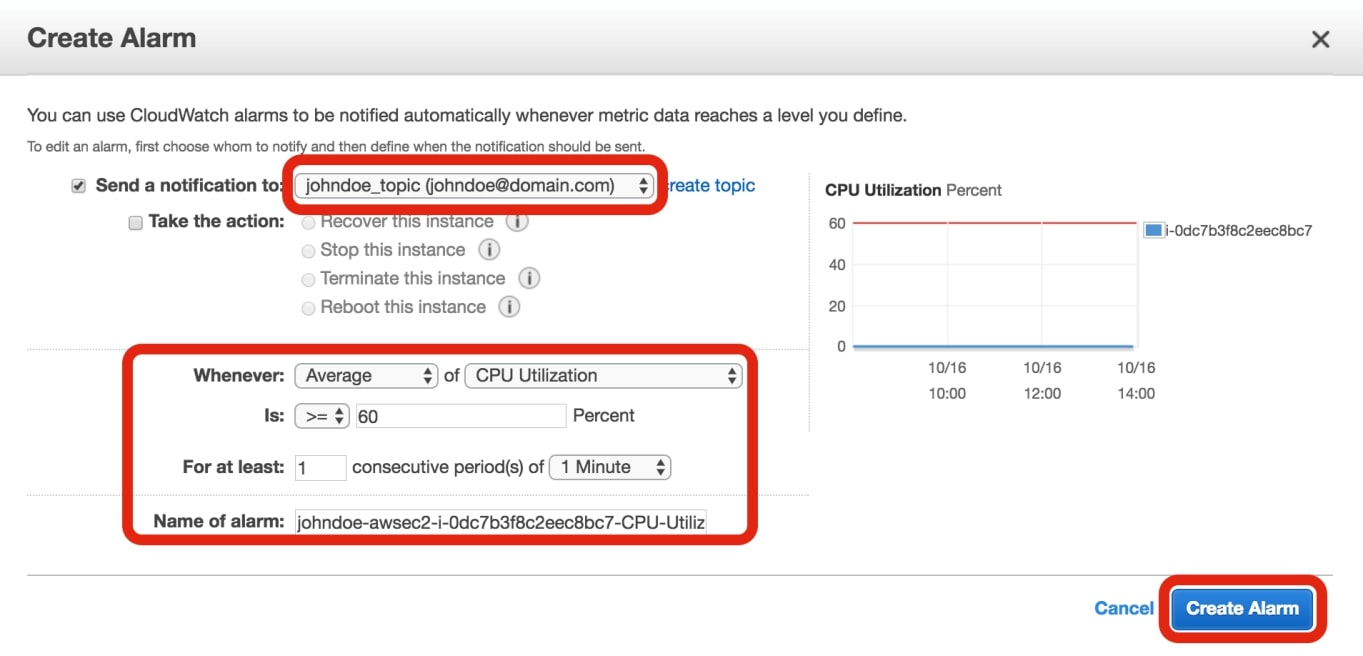 Create Alarm
You can use CloudWatch alarms to be notified automatically whenever metric data reaches a level you define.
To edit an alarm, first choose whom to notify and then define when the notification should be sent.
Send a notification to: johndoe_topic (johndoe@domain.com) create topic
Take the action: Recover this instance i
Stop this instance i
Terminate this instance i
Reboot this instance i
Whenever: Average of CPU Utilization
Is: >= 60 Percent
For at least: 1 consecutive period(s) of 1 Minute
Name of alarm: johndoe-awsec2-i-0dc7b3f8c2eec8bc7-CPU-Utiliz
CPU Utilization Percent
60
i-0dc7b3f8c2eec8bc7
40
20
0
10/16 10/16 10/16
10:00 12:00 14:00
Cancel Create Alarm